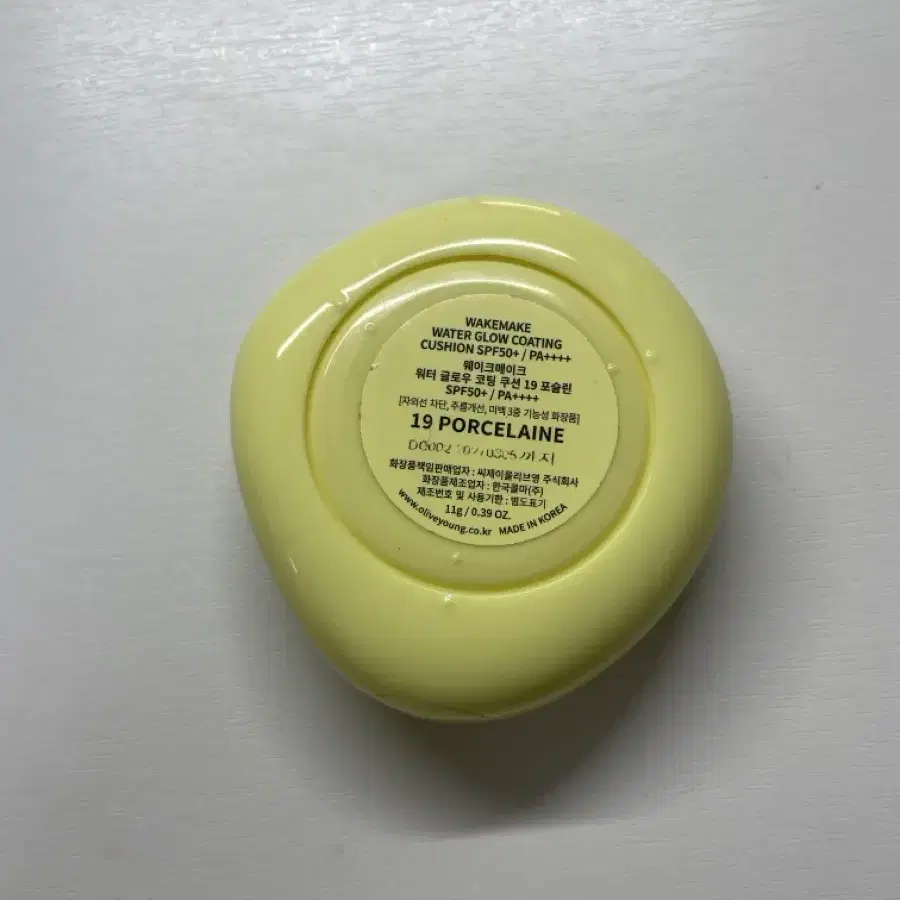 WAKEMAKE
WATER GLOW COATING
CUSHION SPF50+ / PA++++
웨이크메이크
워터 글로우 코팅 쿠션 19 포슬린
SPF50+ / PA++++
[자외선 차단, 주름개선, 미백 3중 기능성 화장품]
19 PORCELAINE
까지
화장품책임판매업자 : 씨제이올리브영 주식회사
화장품제조업자 : 한국콜마(주)
제조번호 및 사용기한 : 별도표기
11g / 0.39 OZ.
www.oliveyoung.co.kr MADE IN KOREA